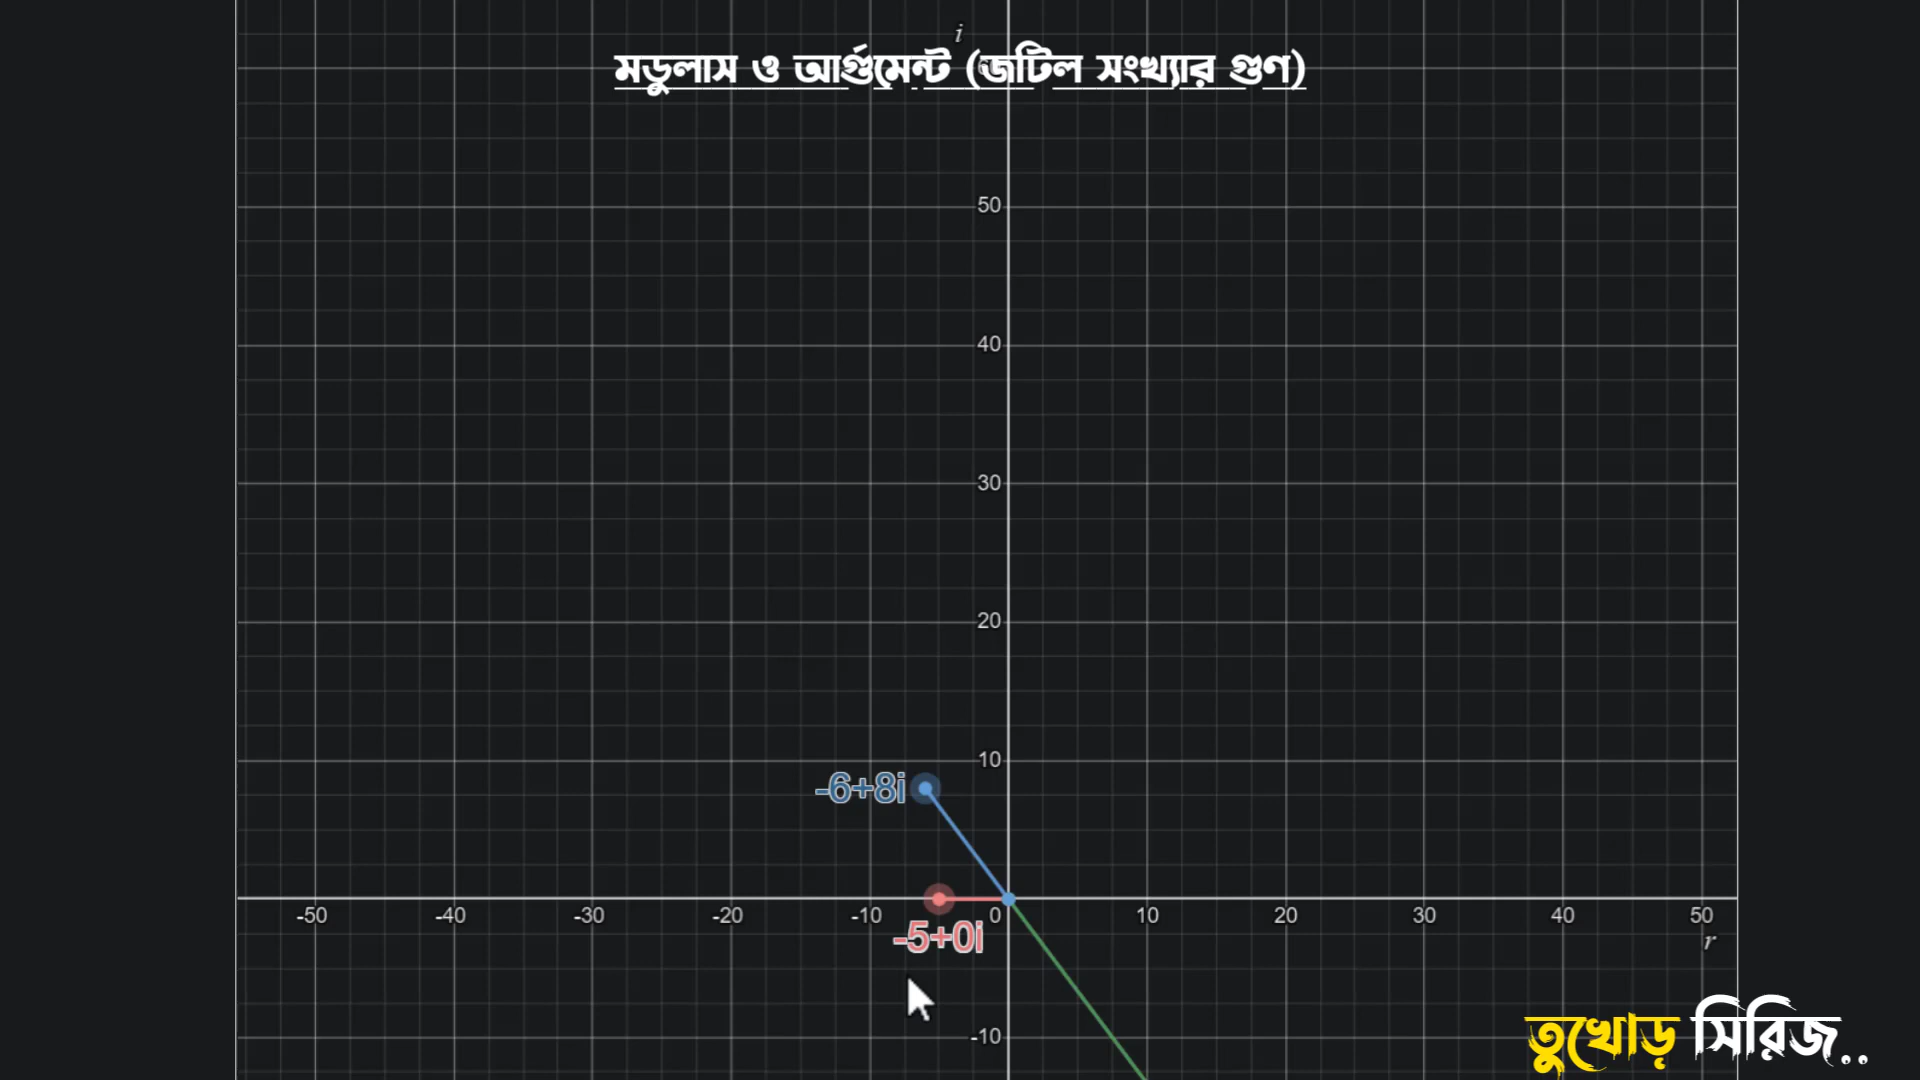 i
মডুলাস ও আর্গুমেন্ট (জটিল সংখ্যার গুণ)
50
40
30
20
10
-6+8i
-50 -40 -30 -20 -10 0 10 20 30 40 50
-5+0i
r
-10
তুখোড় সিরিজ..